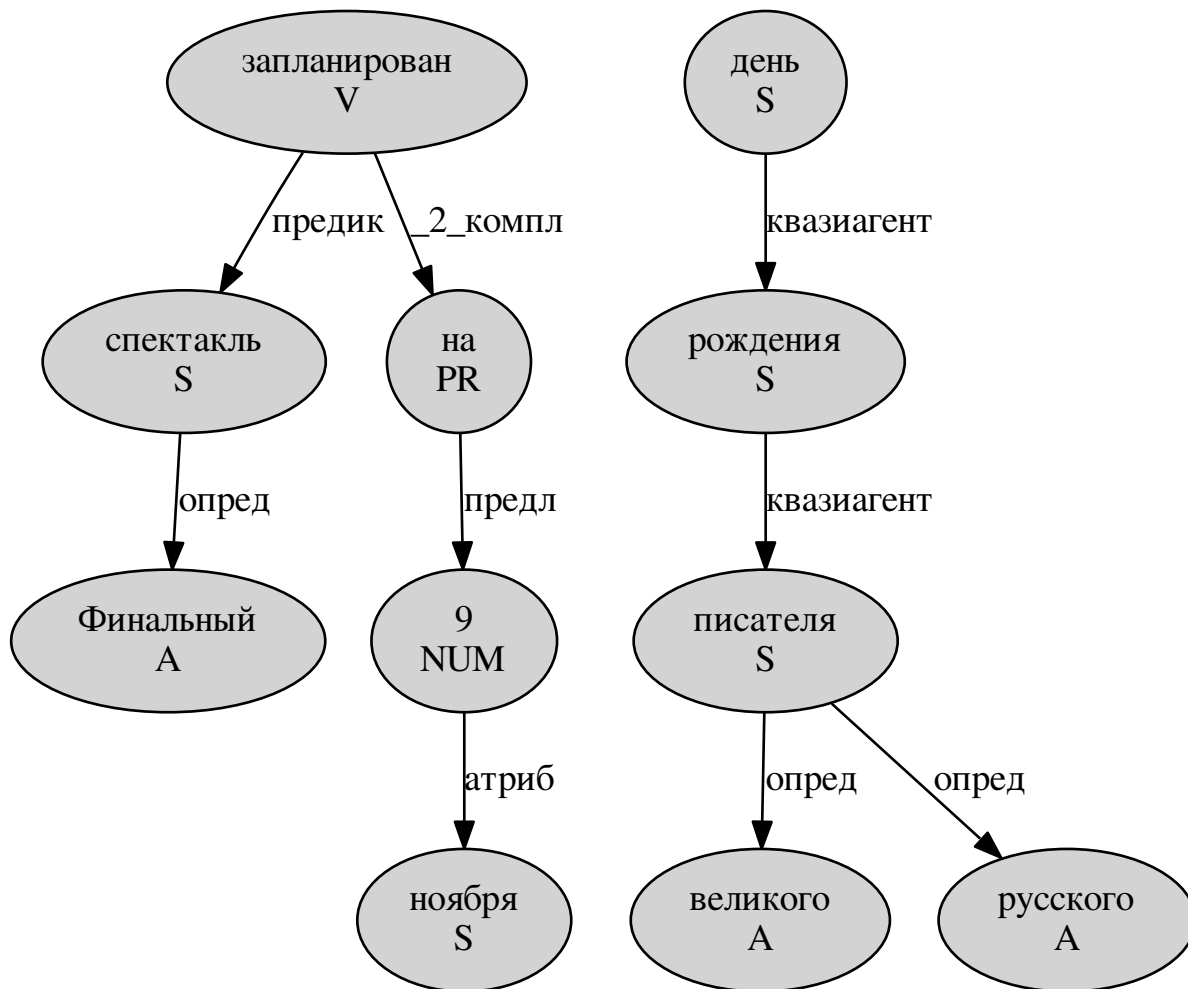 запланирован
V
день
S
предик
_2_компл
квазиагент
спектакль
S
на
PR
рождения
S
опред
предл
квазиагент
Финальный
A
9
NUM
писателя
S
атриб
опред
опред
ноября
S
великого
A
русского
A